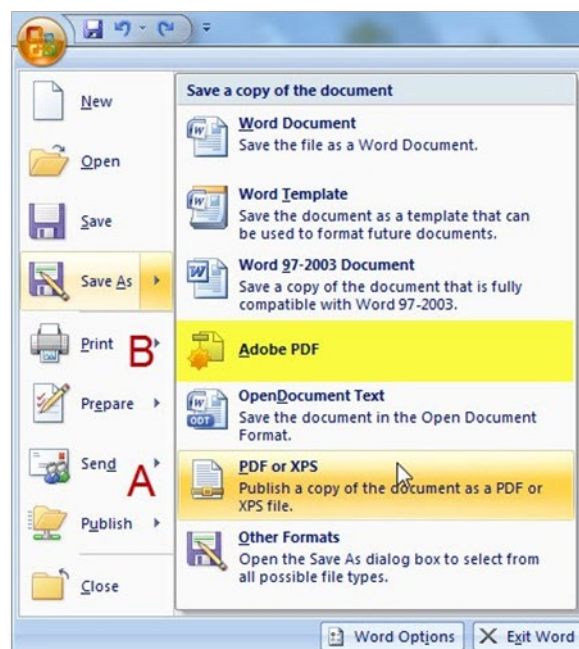 Save a copy of the document
New
Word Document
Save the file as a Word Document.
Open
Word Template
Save the document as a template that can
be used to format future documents.
Save
Word 97-2003 Document
Save a copy of the document that is fully
compatible with Word 97-2003.
Save As
Print
B
Adobe PDF
Prepare
OpenDocument Text
Save the document in the Open Document
Format.
ODT
Send
A
PDF or XPS
Publish a copy of the document as a PDF or
XPS file.
Publish
Other Formats
Open the Save As dialog box to select from
all possible file types.
Close
Word Options
Exit Word